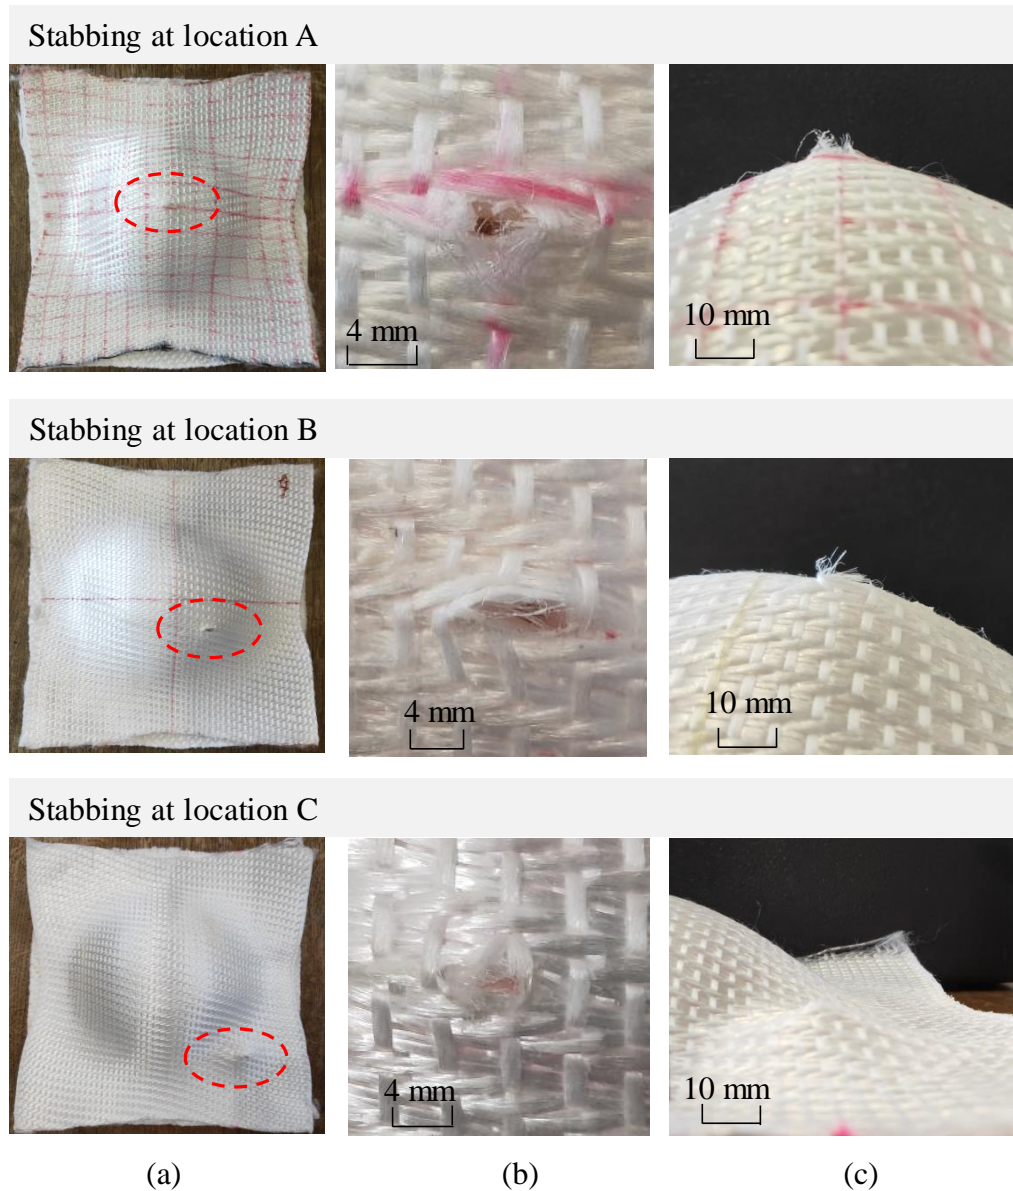 Stabbing at location A
4 mm
10 mm
Stabbing at location B
4 mm
10 mm
Stabbing at location C
4 mm
10 mm
(a)
(b)
(c)